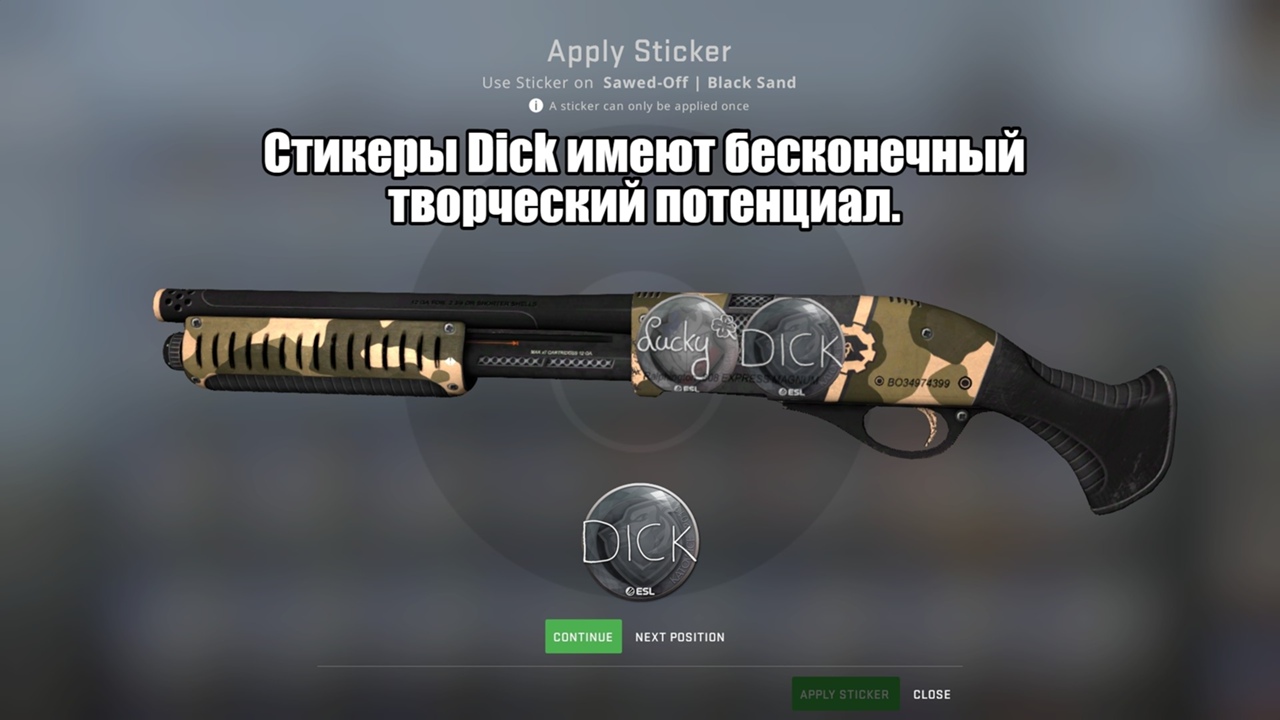 Apply Sticker
Use Sticker on Sawed-Off | Black Sand
A sticker can only be applied once
Стикеры Dick имеют бесконечный
творческий потенциал.
Lucky DICK
BO34974399
ESL ESL
DICK
ESL
CONTINUE NEXT POSITION
APPLY STICKER CLOSE